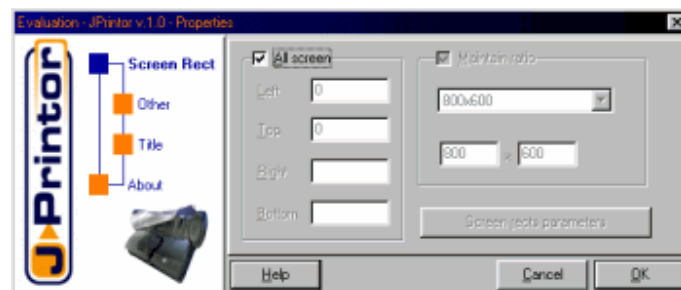 Evaluation - JPrintor v.1.0 - Properties
J Printor
Screen Rect
Other
Title
About
All screen
Left 0
Top 0
Right
Bottom
Maintain ratio
800x600
800 x 600
Screen rects parameters
Help
Cancel
OK